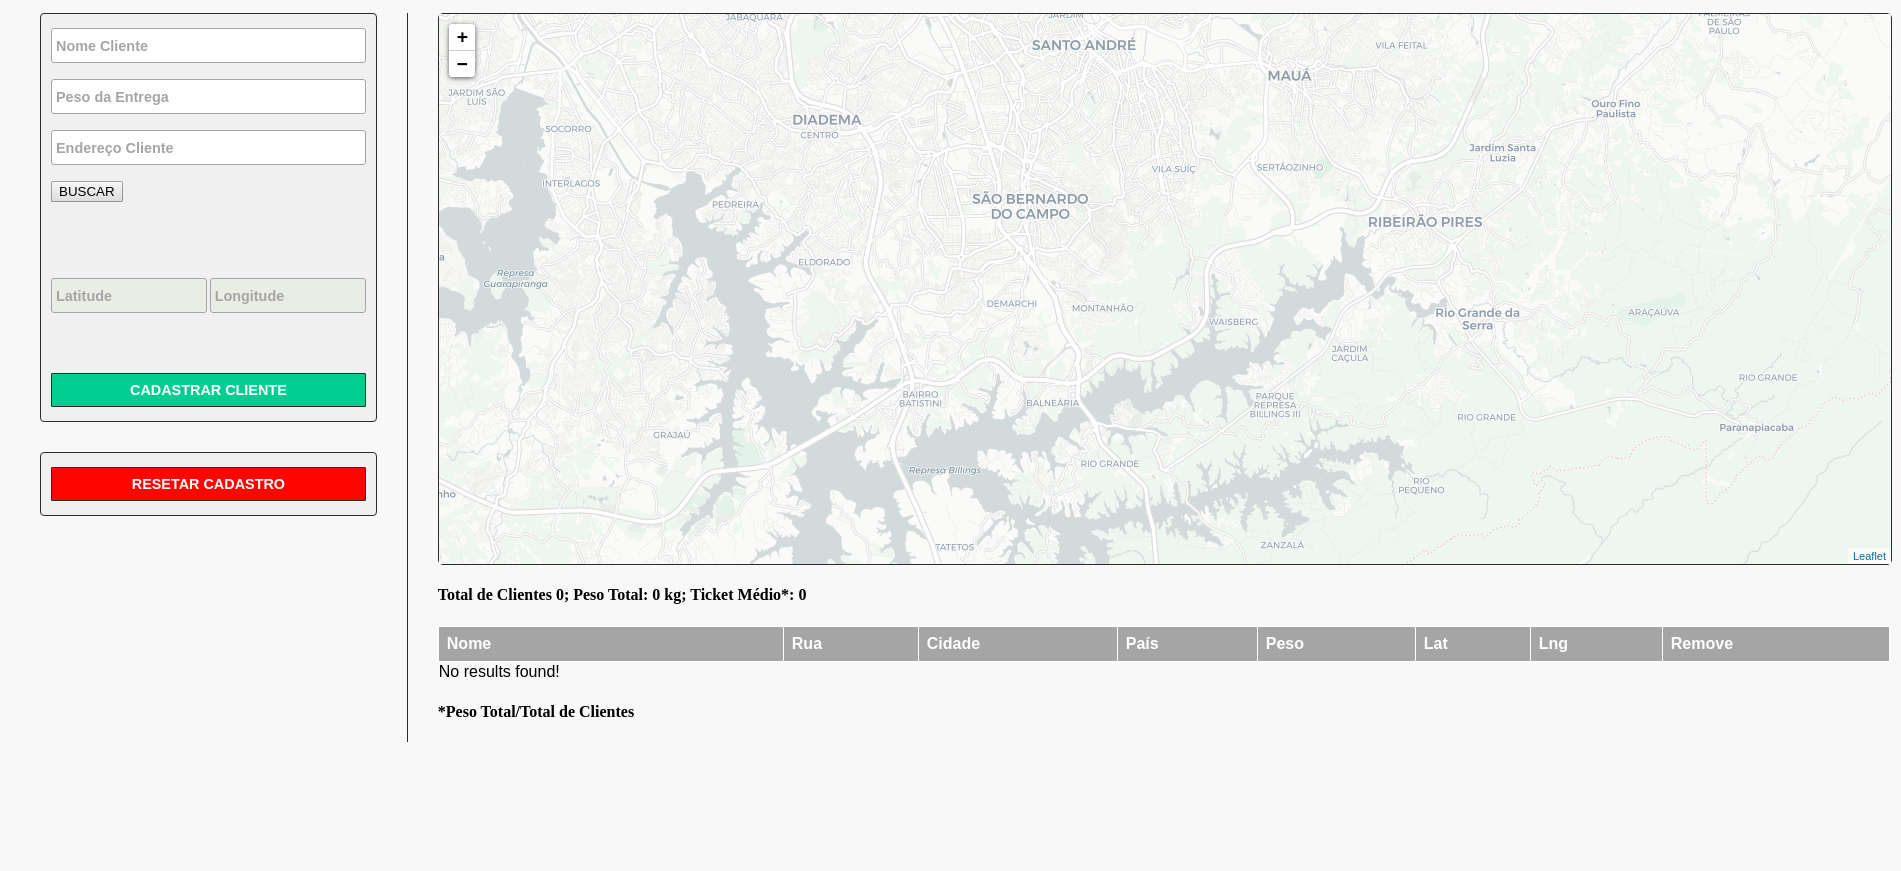 Nome Cliente
Peso da Entrega
Endereço Cliente
BUSCAR
Latitude
Longitude
CADASTRAR CLIENTE
RESETAR CADASTRO
+
−
JABAQUARA
JARDIM
SANTO ANDRÉ
VILA FEITAL
DE SÃO
PAULO
MAUÁ
JARDIM SÃO
LUÍS
Ouro Fino
Paulista
DIADEMA
CENTRO
SOCORRO
Jardim Santa
Luzia
VILA SUÍÇ
SERTÃOZINHO
INTERLAGOS
PEDREIRA
SÃO BERNARDO
DO CAMPO
RIBEIRÃO PIRES
a
ELDORADO
Represa
Guarapiranga
DEMARCHI
MONTANHÃO
WAISBERG
Rio Grande da
Serra
ARAÇAÚVA
JARDIM
CAÇULA
RIO GRANDE
BAIRRO
BATISTINI
BALNEÁRIA
PARQUE
REPRESA
BILLINGS III
RIO GRANDE
Paranapiacaba
GRAJAÚ
Represa Billings
RIO GRANDE
RIO
PEQUENO
nho
TATETOS
ZANZALÁ
Leaflet
Total de Clientes 0; Peso Total: 0 kg; Ticket Médio*: 0
Nome Rua Cidade País Peso Lat Lng Remove
No results found!
*Peso Total/Total de Clientes